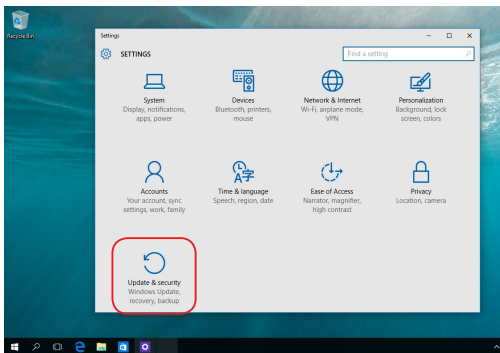 Recycle Bin
Settings
SETTINGS
Find a setting
System
Display, notifications,
apps, power
Devices
Bluetooth, printers,
mouse
Network & Internet
Wi-Fi, airplane mode,
VPN
Personalization
Background, lock
screen, colors
Accounts
Your account, sync
settings, work, family
Time & language
Speech, region, date
Ease of Access
Narrator, magnifier,
high contrast
Privacy
Location, camera
Update & security
Windows Update,
recovery, backup